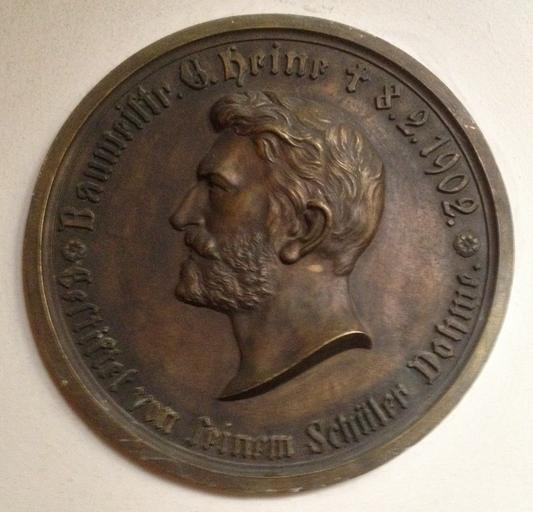 Baumeistr. G. Heine † 8. 2. 1902.
gestiftet von seinem Schüler Dohme.